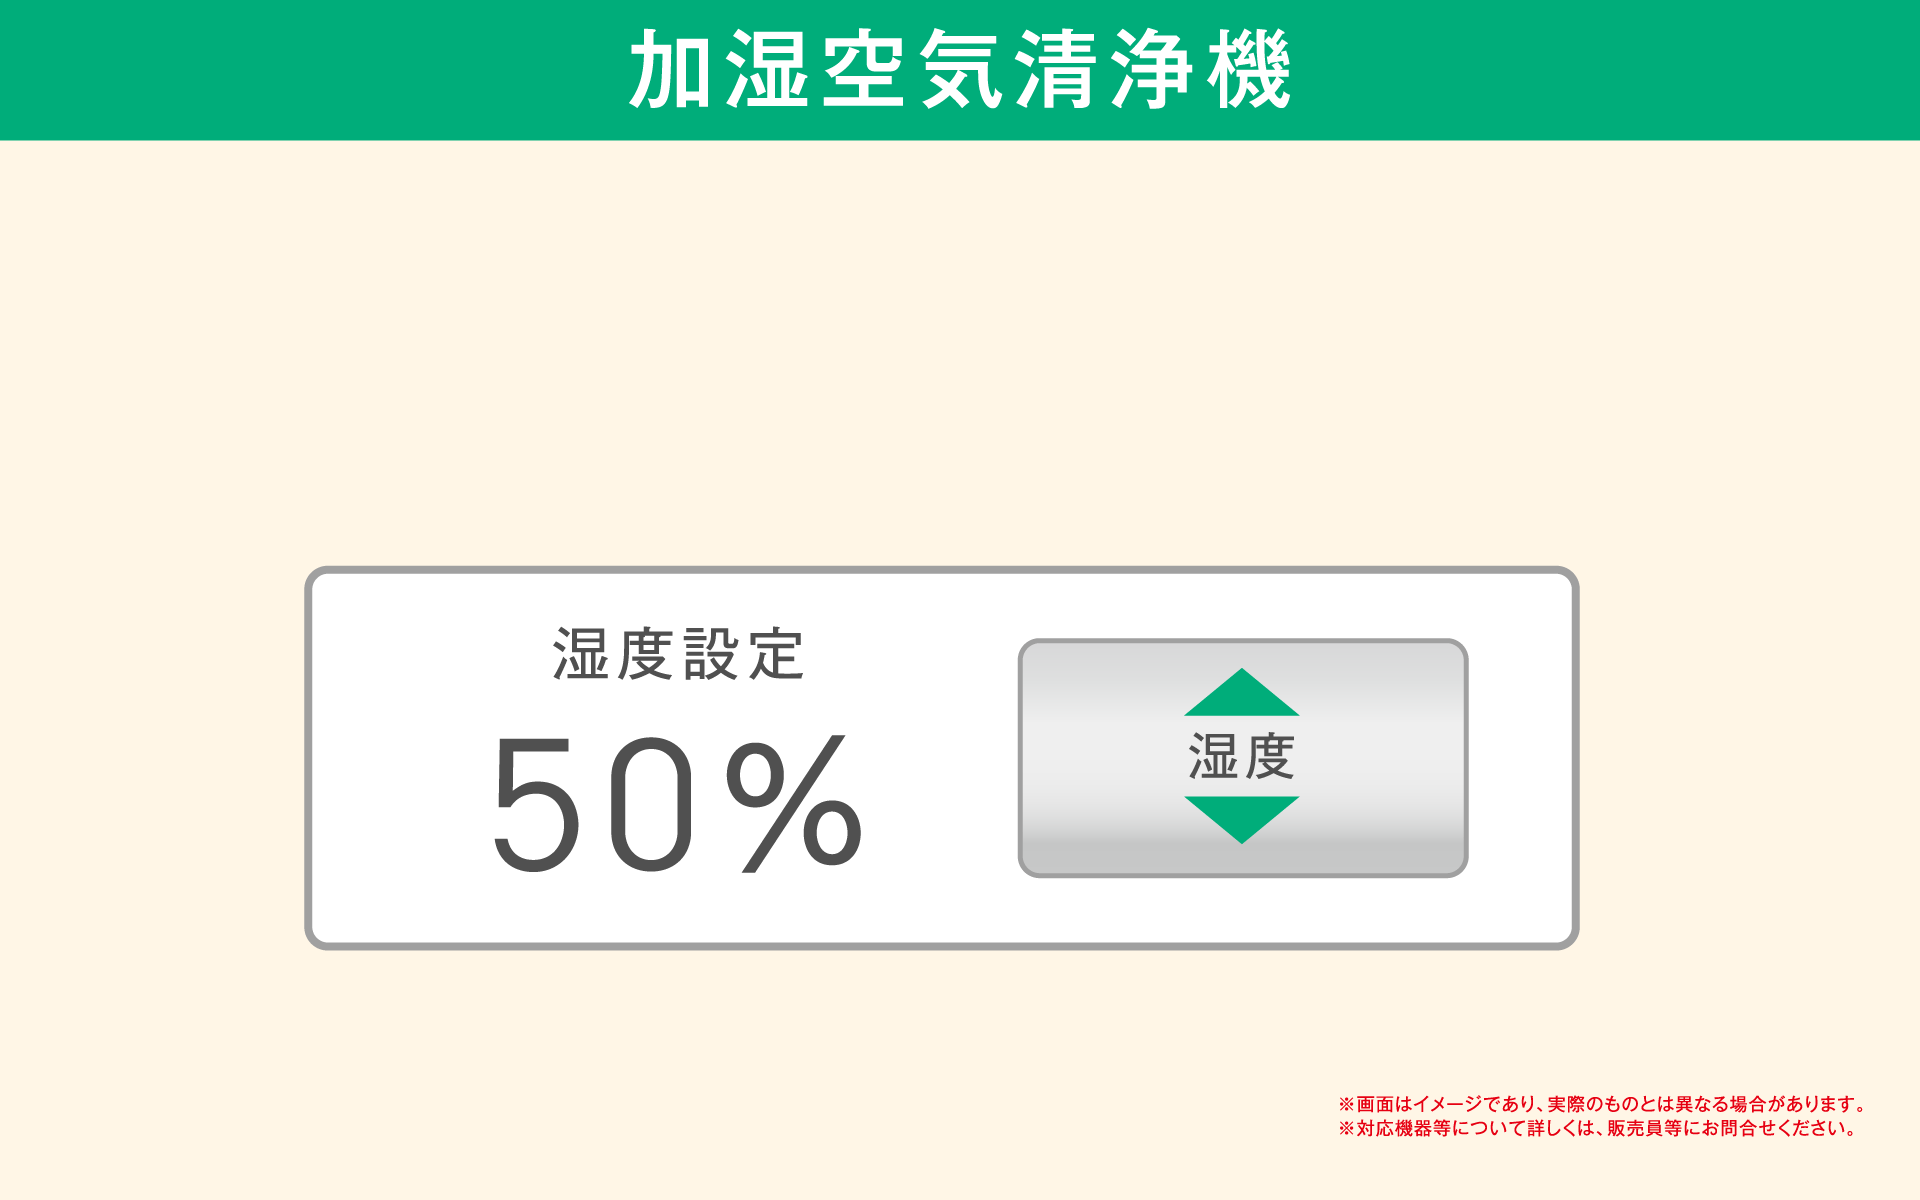 加湿空気清浄機
湿度設定
50%
湿度
※画面はイメージであり、実際のものとは異なる場合があります。
※対応機器等について詳しくは、販売員等にお問合せください。